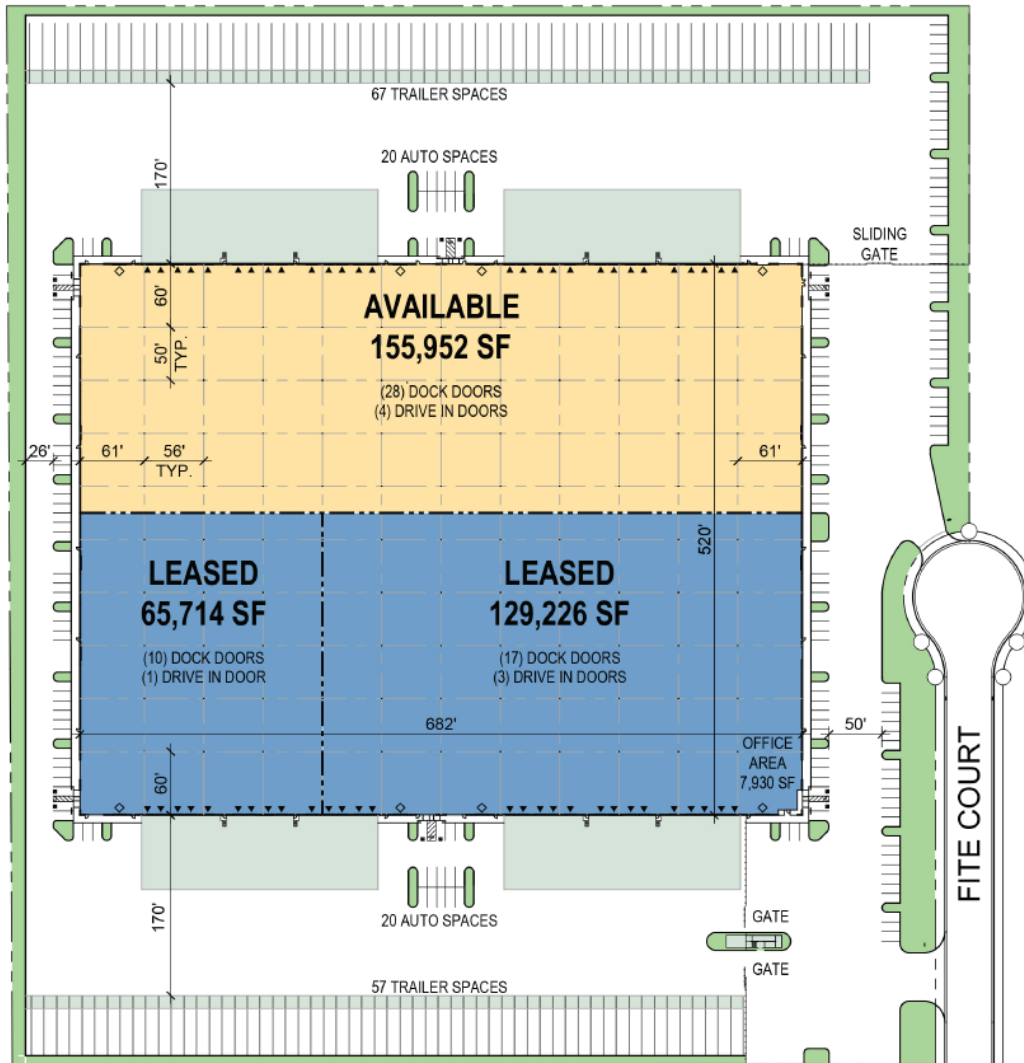 67 TRAILER SPACES
20 AUTO SPACES
170'
SLIDING
GATE
60'
AVAILABLE
155,952 SF
50'
TYP.
(28) DOCK DOORS
(4) DRIVE IN DOORS
26'
61'
56'
TYP.
61'
520'
LEASED
65,714 SF
(10) DOCK DOORS
(1) DRIVE IN DOOR
LEASED
129,226 SF
(17) DOCK DOORS
(3) DRIVE IN DOORS
682'
50'
OFFICE
AREA
7,930 SF
60'
FITE COURT
170'
20 AUTO SPACES
GATE
GATE
57 TRAILER SPACES